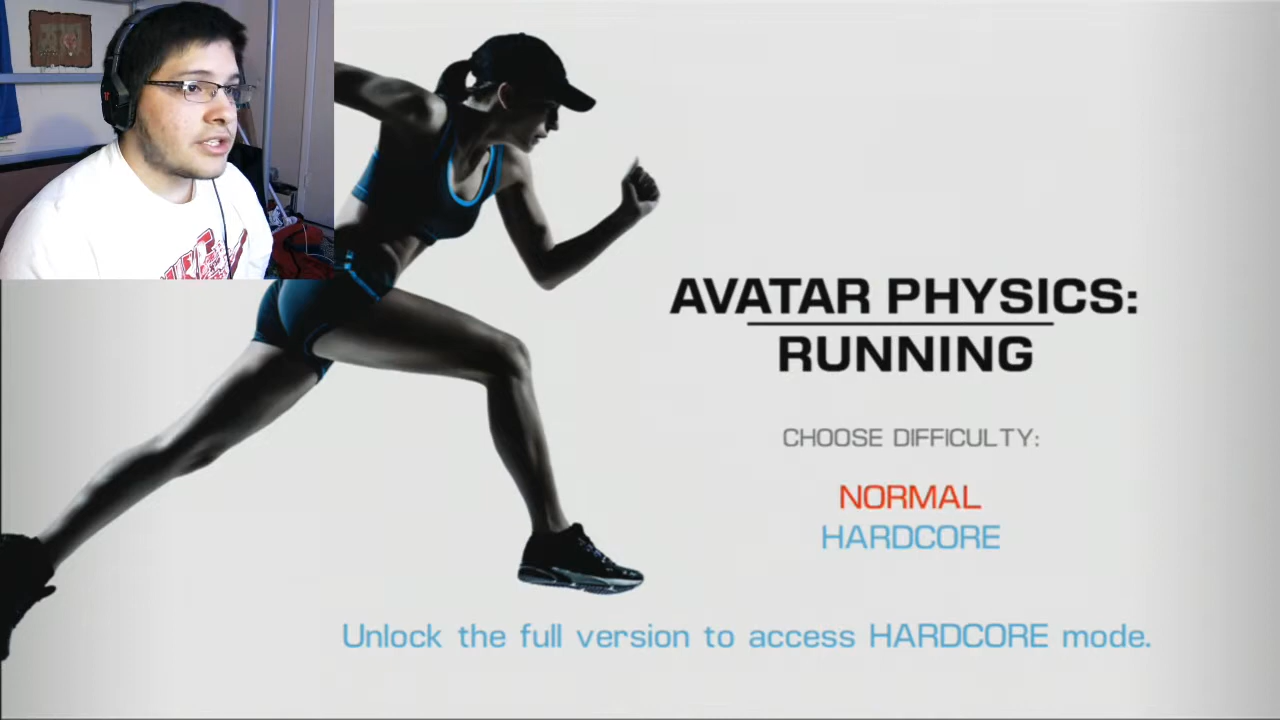 AVATAR PHYSICS:
RUNNING
CHOOSE DIFFICULTY:
NORMAL
HARDCORE
Unlock the full version to access HARDCORE mode.